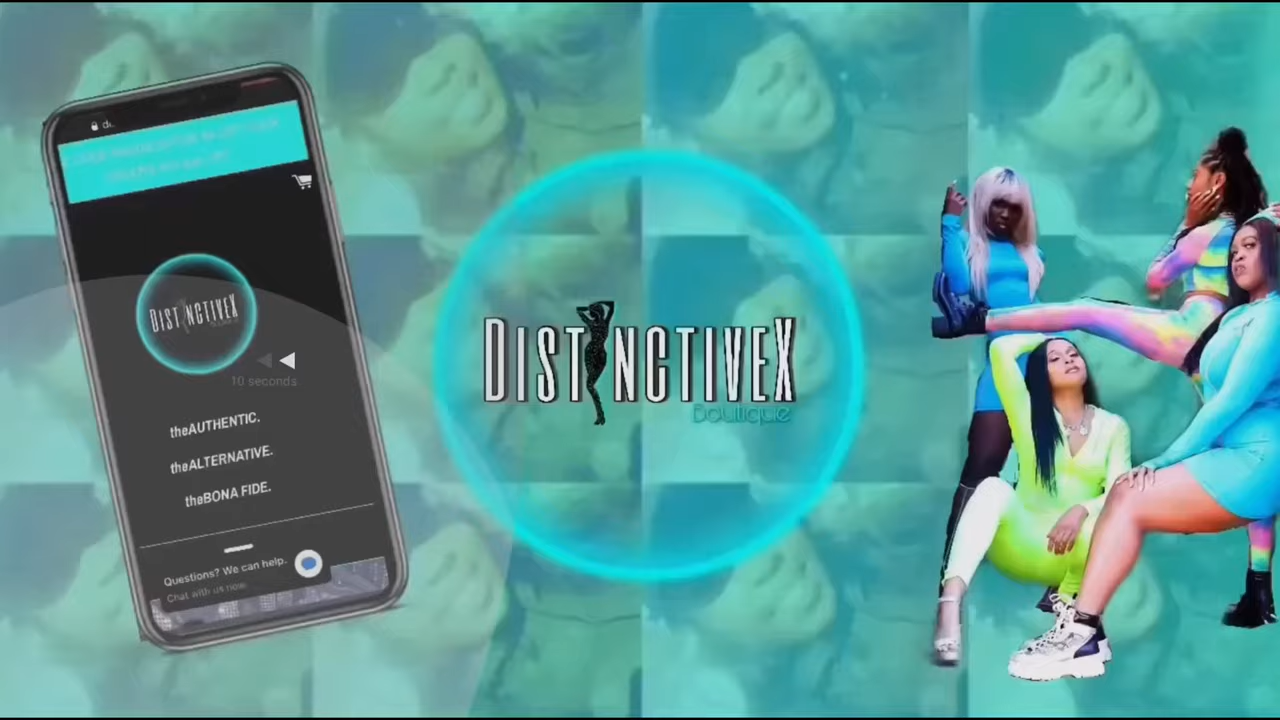 DISTINCTIVEX
Boutique
DISTINCTIVEX
10 seconds
theAUTHENTIC.
theALTERNATIVE.
theBONA FIDE.
Questions? We can help.
Chat with us now